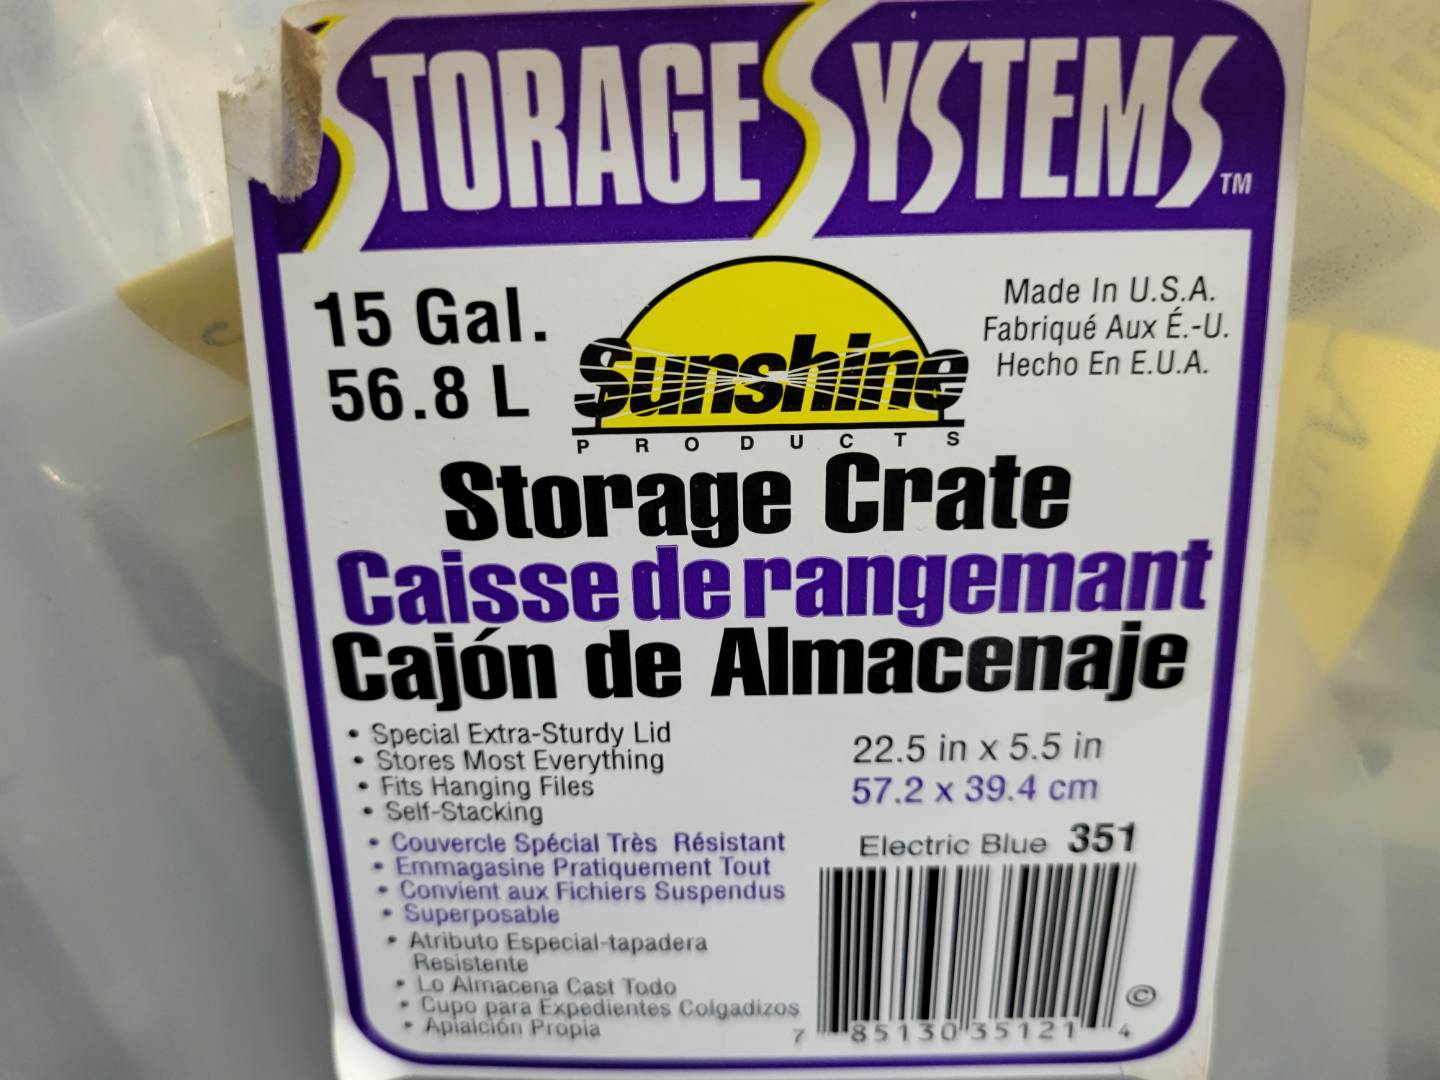 STORAGE SYSTEMS TM
15 Gal.
56.8 L
Sunshine
PRODUCTS
Made In U.S.A.
Fabriqué Aux É.-U.
Hecho En E.U.A.
Storage Crate
Caisse de rangemant
Cajón de Almacenaje
• Special Extra-Sturdy Lid
• Stores Most Everything
• Fits Hanging Files
• Self-Stacking
• Couvercle Spécial Très Résistant
• Emmagasine Pratiquement Tout
• Convient aux Fichiers Suspendus
• Superposable
• Atributo Especial-tapadera
Resistente
• Lo Almacena Cast Todo
• Cupo para Expedientes Colgadizos
• Apialción Propia
22.5 in x 5.5 in
57.2 x 39.4 cm
Electric Blue 351
©
7 85130 35121 4